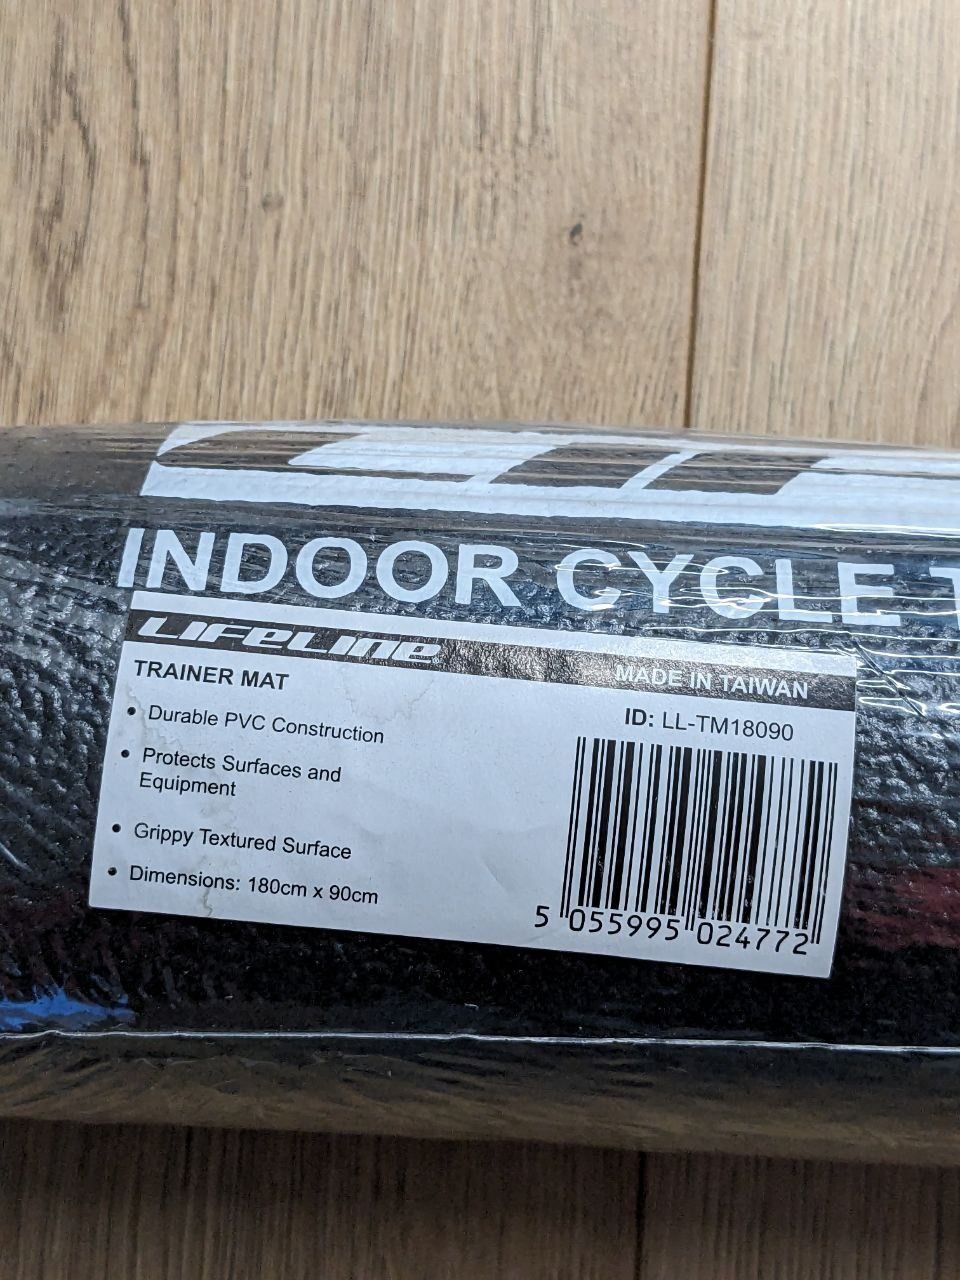 INDOOR CYCLE
LIFELINE
MADE IN TAIWAN
TRAINER MAT
ID: LL-TM18090
• Durable PVC Construction
• Protects Surfaces and
Equipment
• Grippy Textured Surface
• Dimensions: 180cm x 90cm
5 055995 024772